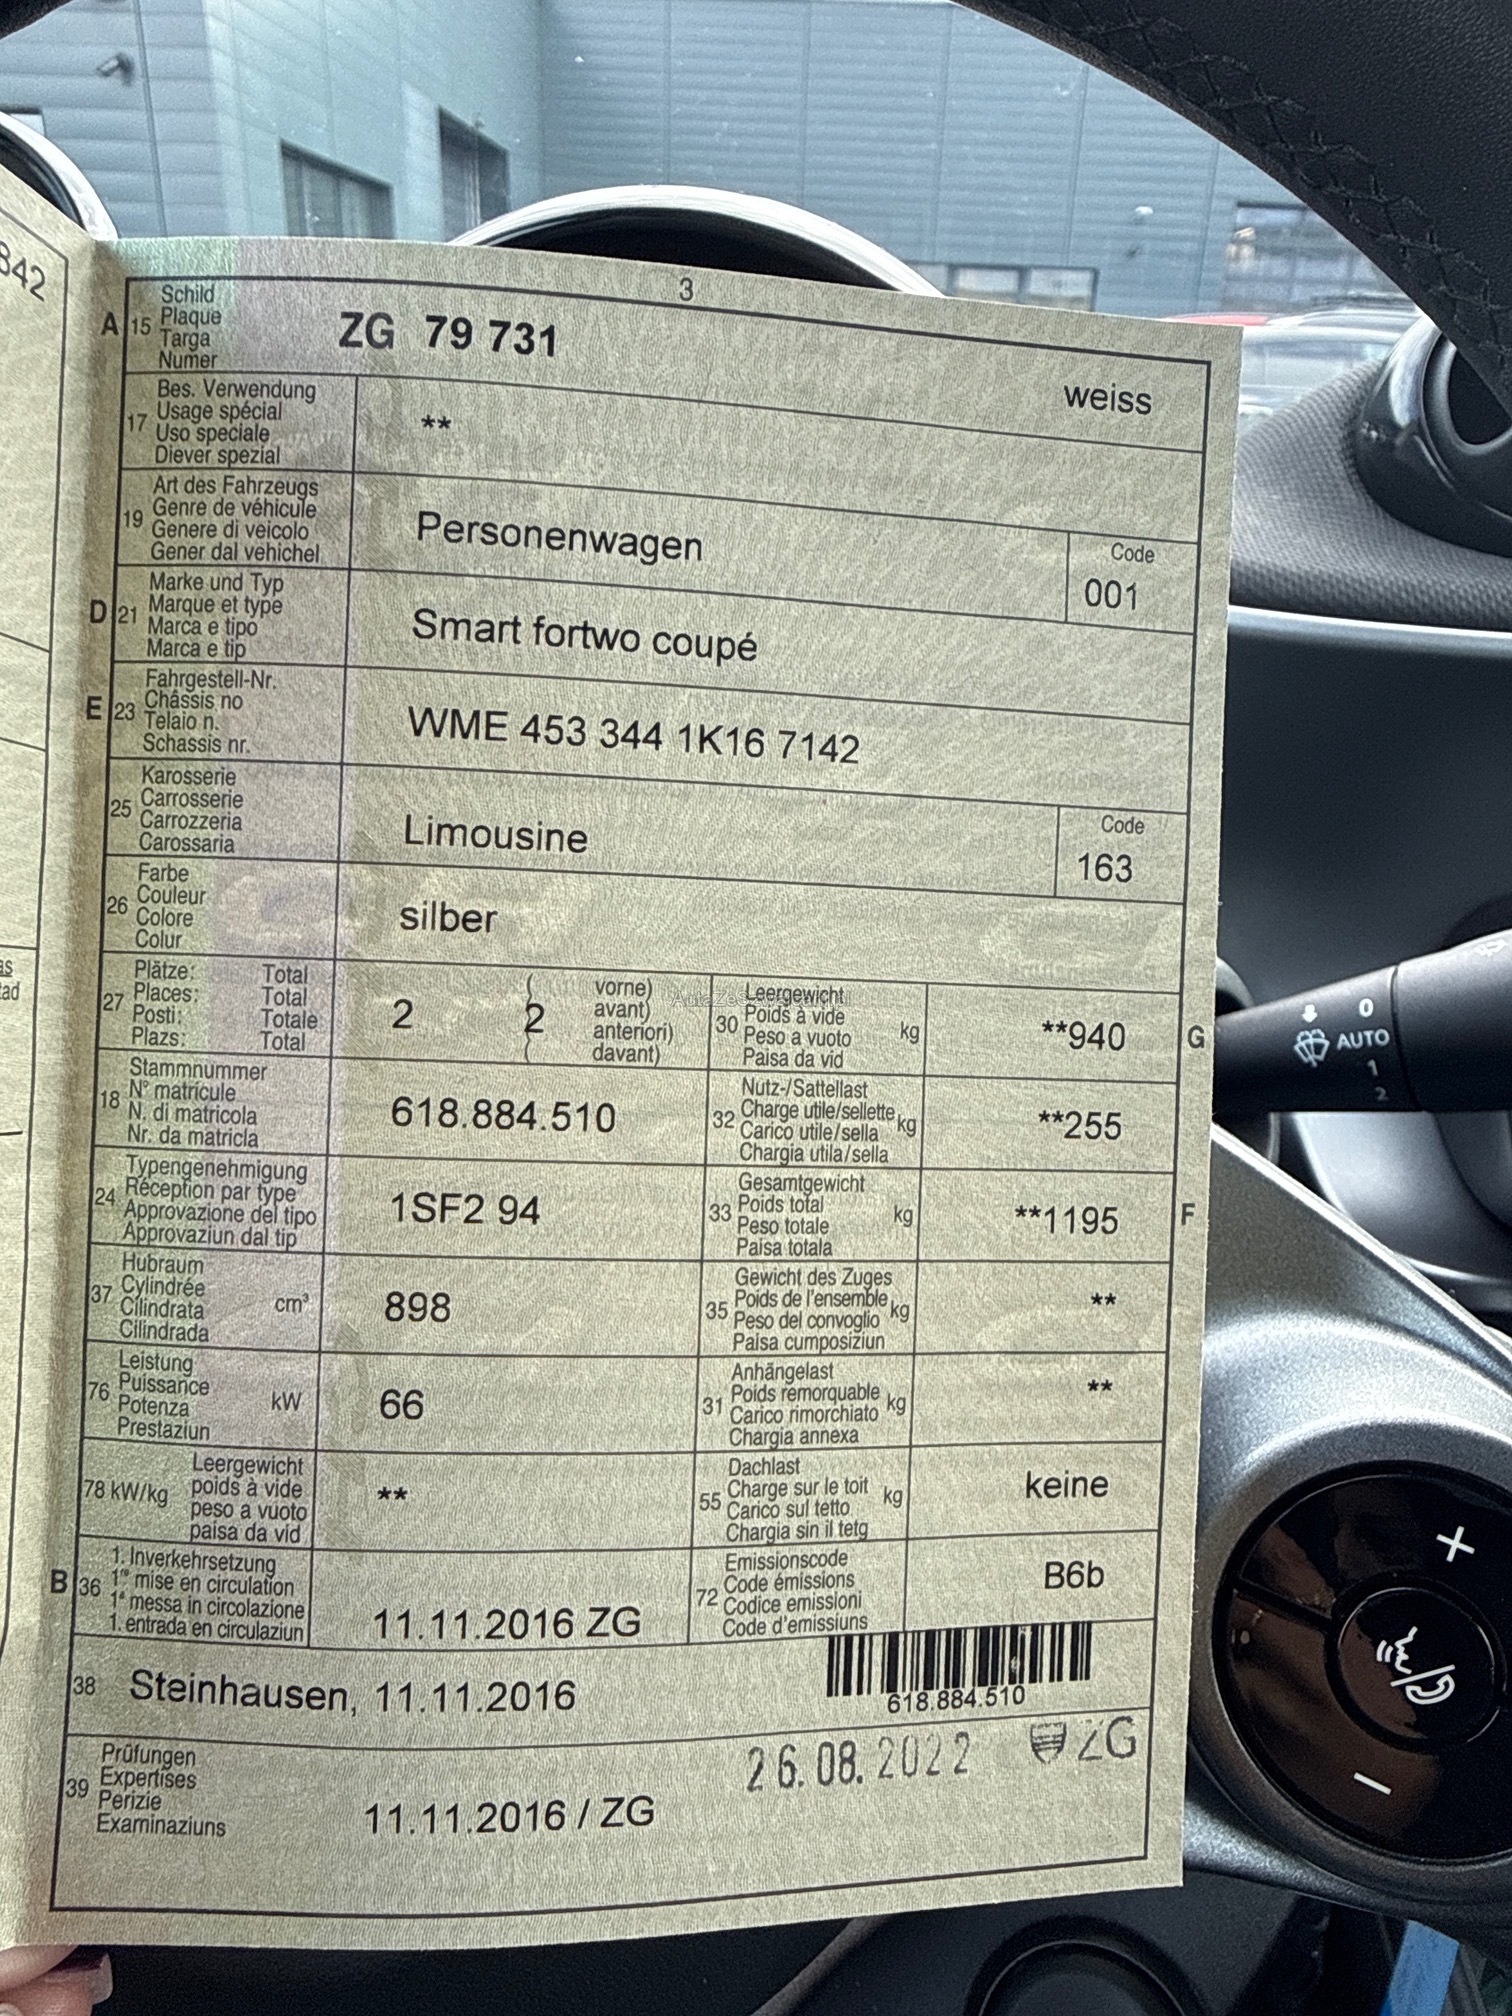 842
3
A 15 Schild
Plaque
Targa
Numer
ZG 79 731
weiss
17 Bes. Verwendung
Usage spécial
Uso speciale
Diever spezial
**
19 Art des Fahrzeugs
Genre de véhicule
Genere di veicolo
Gener dal vehichel
Personenwagen
Code
001
D 21 Marke und Typ
Marque et type
Marca e tipo
Marca e tip
Smart fortwo coupé
E 23 Fahrgestell-Nr.
Châssis no
Telaio n.
Schassis nr.
WME 453 344 1K16 7142
25 Karosserie
Carrosserie
Carrozzeria
Carossaria
Limousine
Code
163
26 Farbe
Couleur
Colore
Colur
silber
27 Plätze: Total
Places: Total
Posti: Totale
Plazs: Total
2
2
vorne)
avant)
anteriori)
davant)
30 Leergewicht
Poids à vide
Peso a vuoto
Paisa da vid
kg
**940
G
18 Stammnummer
N° matricule
N. di matricola
Nr. da matricla
618.884.510
32 Nutz-/Sattellast
Charge utile/sellette
Carico utile/sella
Chargia utila/sella
kg
**255
24 Typengenehmigung
Réception par type
Approvazione del tipo
Approvaziun dal tip
1SF2 94
33 Gesamtgewicht
Poids total
Peso totale
Paisa totala
kg
**1195
F
37 Hubraum
Cylindrée
Cilindrata
Cilindrada
cm³
898
35 Gewicht des Zuges
Poids de l'ensemble
Peso del convoglio
Paisa cumposiziun
kg
**
76 Leistung
Puissance
Potenza
Prestaziun
kW
66
31 Anhängelast
Poids remorquable
Carico rimorchiato
Chargia annexa
kg
**
78 kW/kg
Leergewicht
poids à vide
peso a vuoto
paisa da vid
**
55 Dachlast
Charge sur le toit
Carico sul tetto
Chargia sin il tetg
kg
keine
B 36 1. Inverkehrsetzung
1re mise en circulation
1a messa in circolazione
1. entrada en circulaziun
11.11.2016 ZG
72 Emissionscode
Code émissions
Codice emissioni
Code d'emissiuns
B6b
38 Steinhausen, 11.11.2016
618.884.510
39 Prüfungen
Expertises
Perizie
Examinaziuns
11.11.2016 / ZG
26.08.2022
ZG
0
AUTO
1
2
+
−